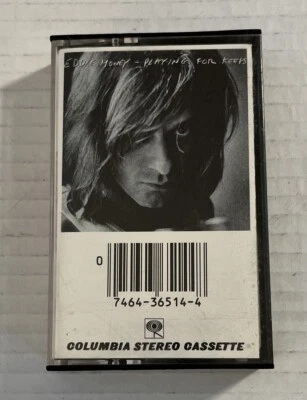 EDDIE MONEY - PLAYING FOR KEEPS
0
7464-36514-4
COLUMBIA STEREO CASSETTE